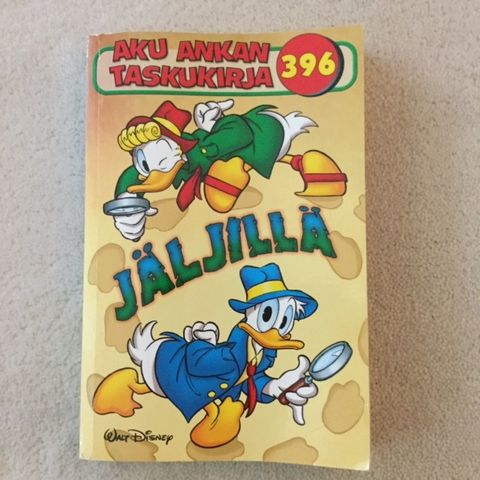 AKU ANKAN
TASKUKIRJA
396
JÄLJILLÄ
WALT DISNEY